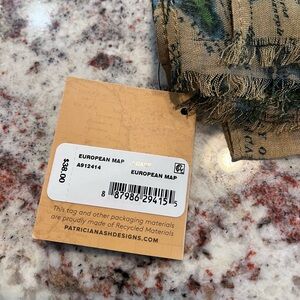 EUROPEAN MAP
A912414
EUROPEAN MAP
$38.00
8 87986 29415 5
This tag and other packaging materials
are proudly made of Recycled Materials
PATRICIANASHDESIGNS.COM